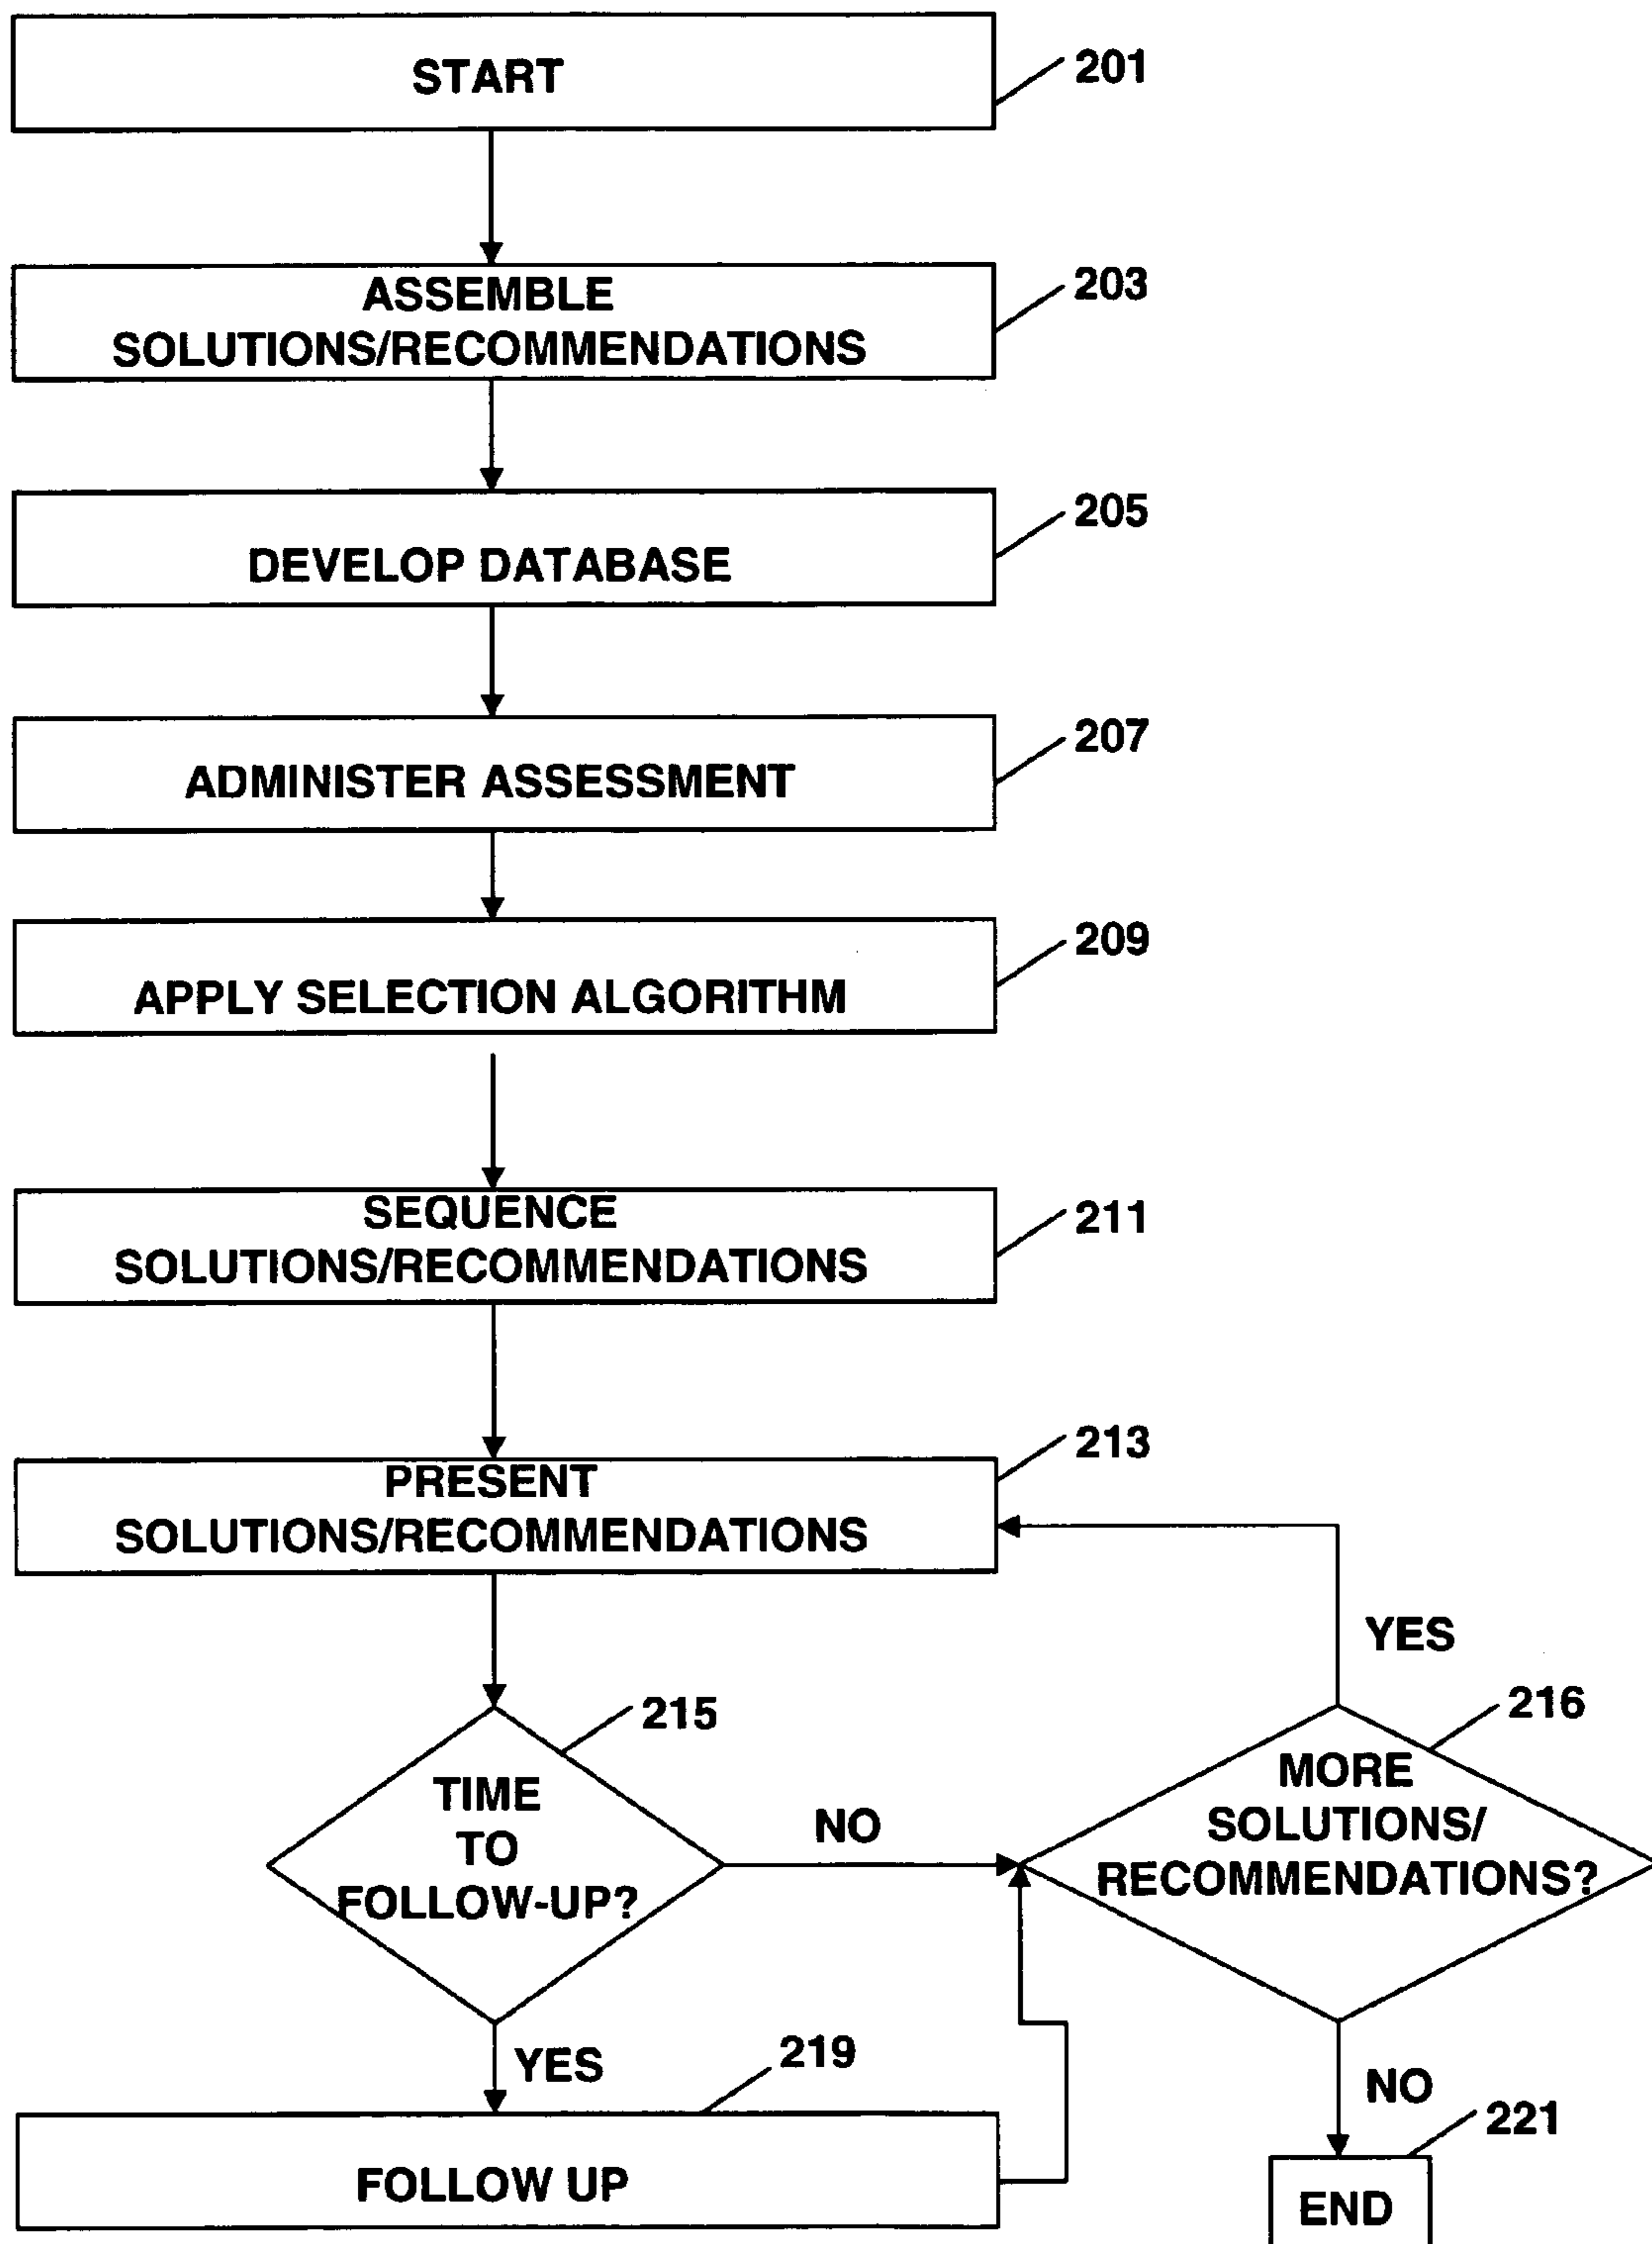 START
201
ASSEMBLE
SOLUTIONS/RECOMMENDATIONS
203
DEVELOP DATABASE
205
ADMINISTER ASSESSMENT
207
APPLY SELECTION ALGORITHM
209
SEQUENCE
SOLUTIONS/RECOMMENDATIONS
211
PRESENT
SOLUTIONS/RECOMMENDATIONS
213
YES
215
TIME
TO
FOLLOW-UP?
NO
216
MORE
SOLUTIONS/
RECOMMENDATIONS?
YES
219
FOLLOW UP
NO
221
END